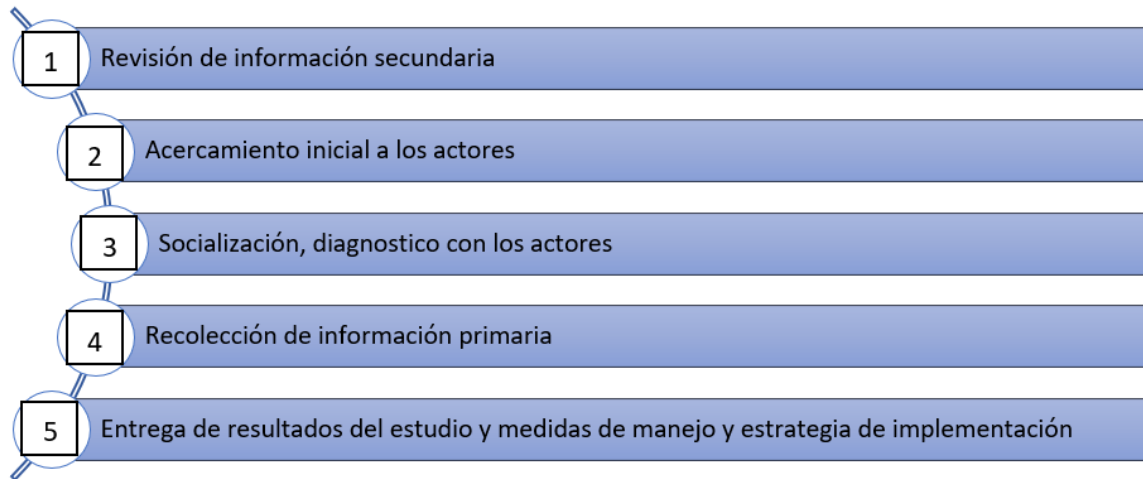 1 Revisión de información secundaria
2 Acercamiento inicial a los actores
3 Socialización, diagnostico con los actores
4 Recolección de información primaria
5 Entrega de resultados del estudio y medidas de manejo y estrategia de implementación